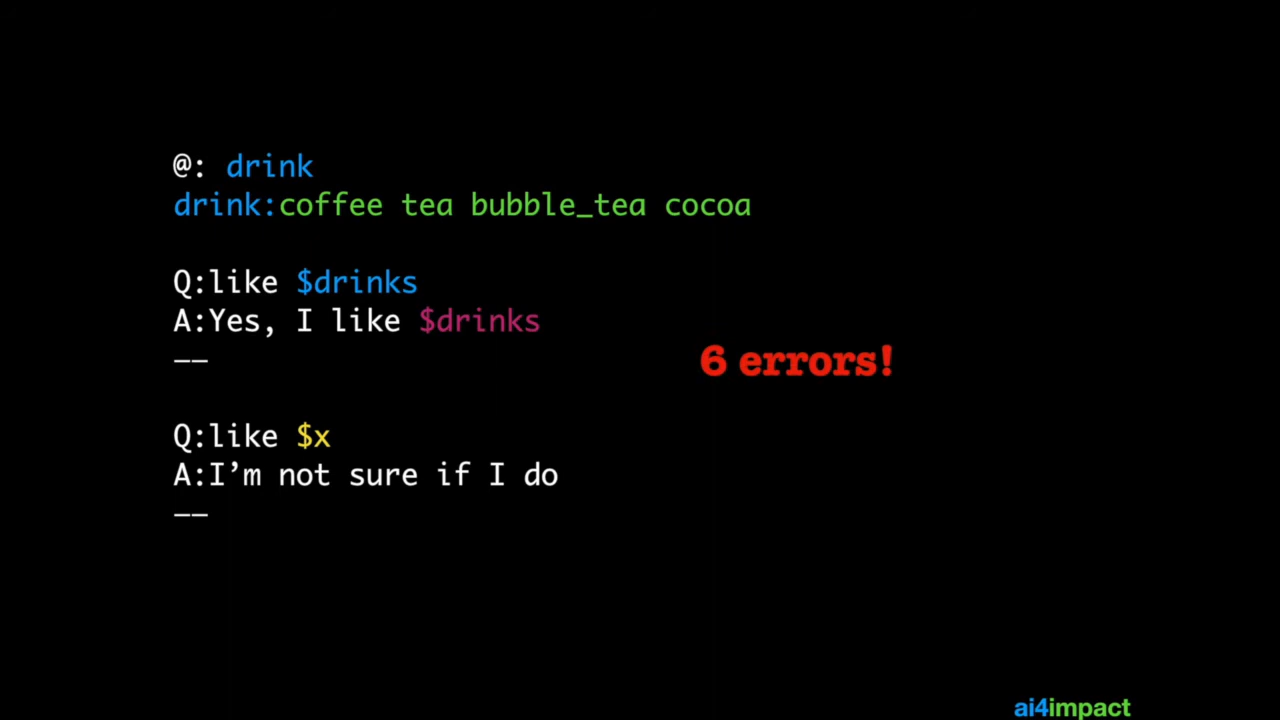 @: drink
drink:coffee tea bubble_tea cocoa
Q:like $drinks
A:Yes, I like $drinks
——
6 errors!
Q:like $x
A:I’m not sure if I do
——
ai4impact